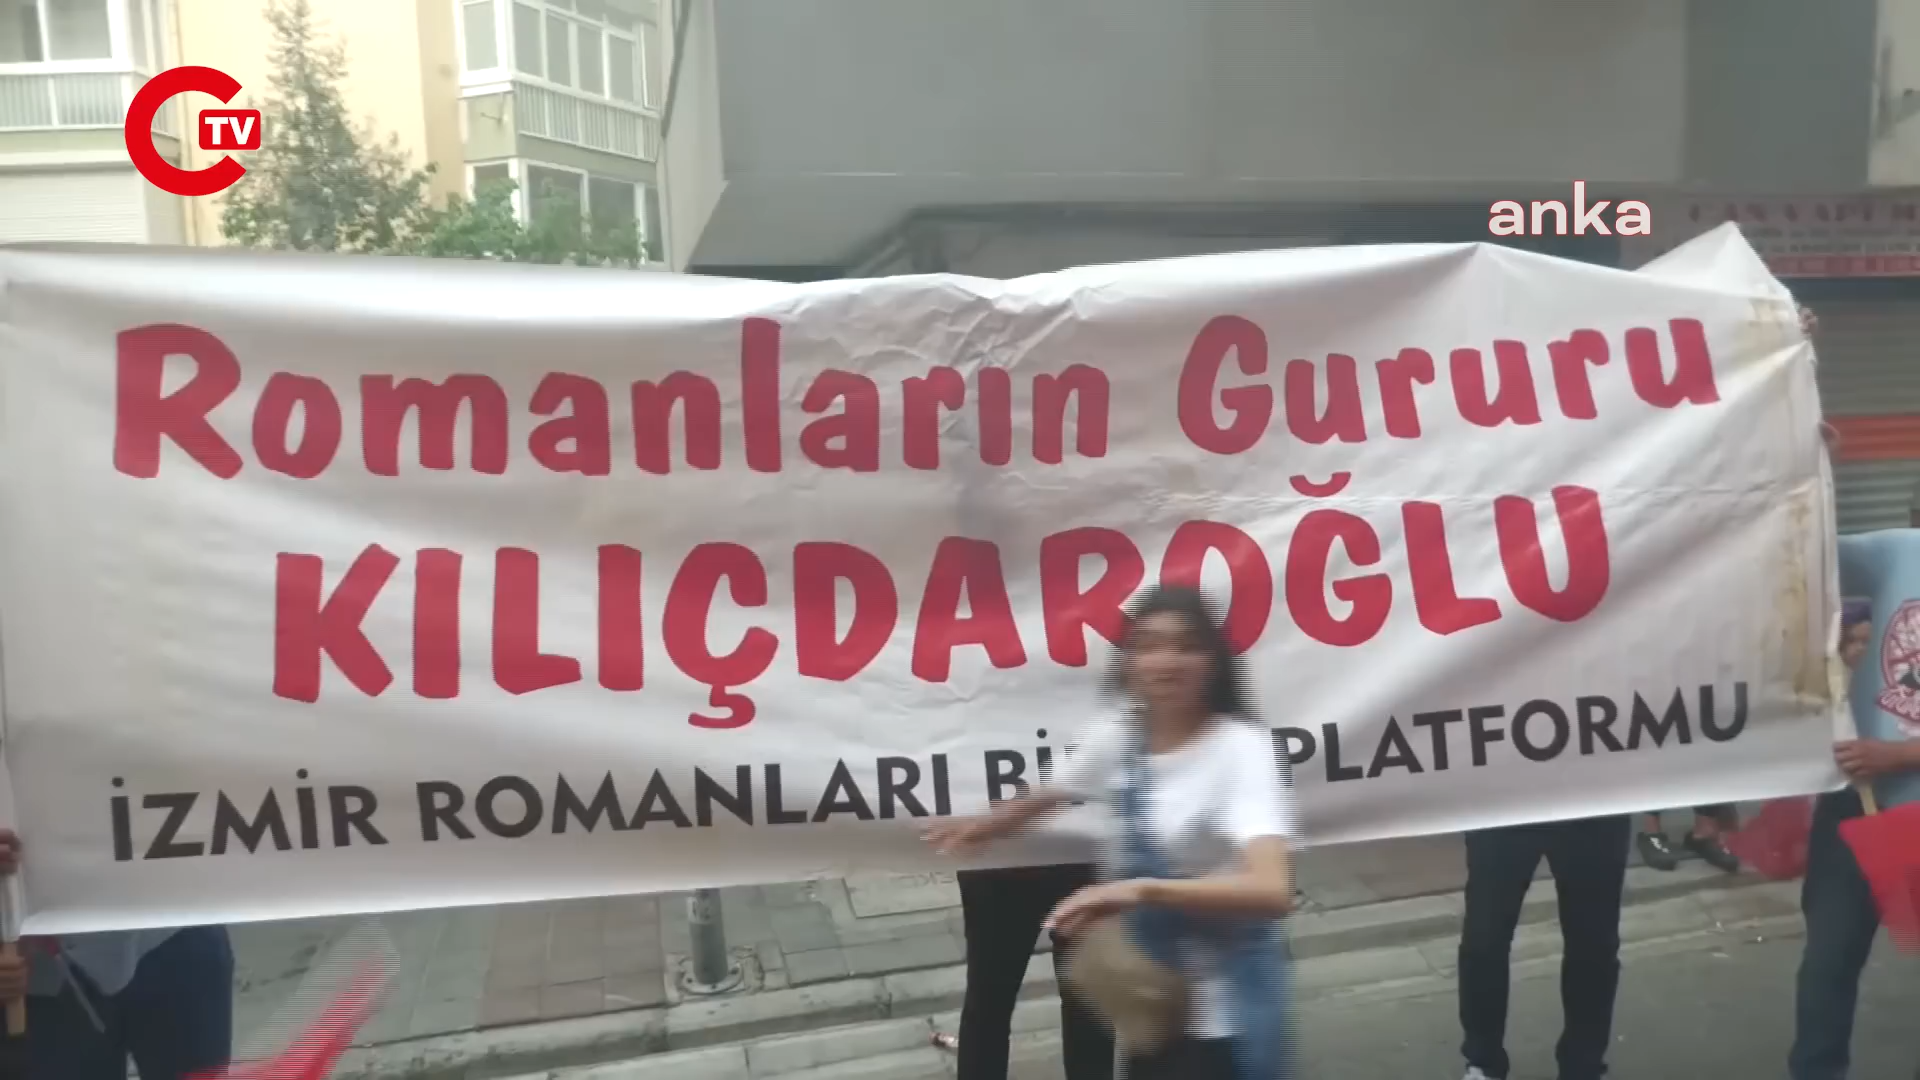 TV
anka
Romanların Gururu
KILIÇDAROĞLU
İZMİR ROMANLARI PLATFORMU